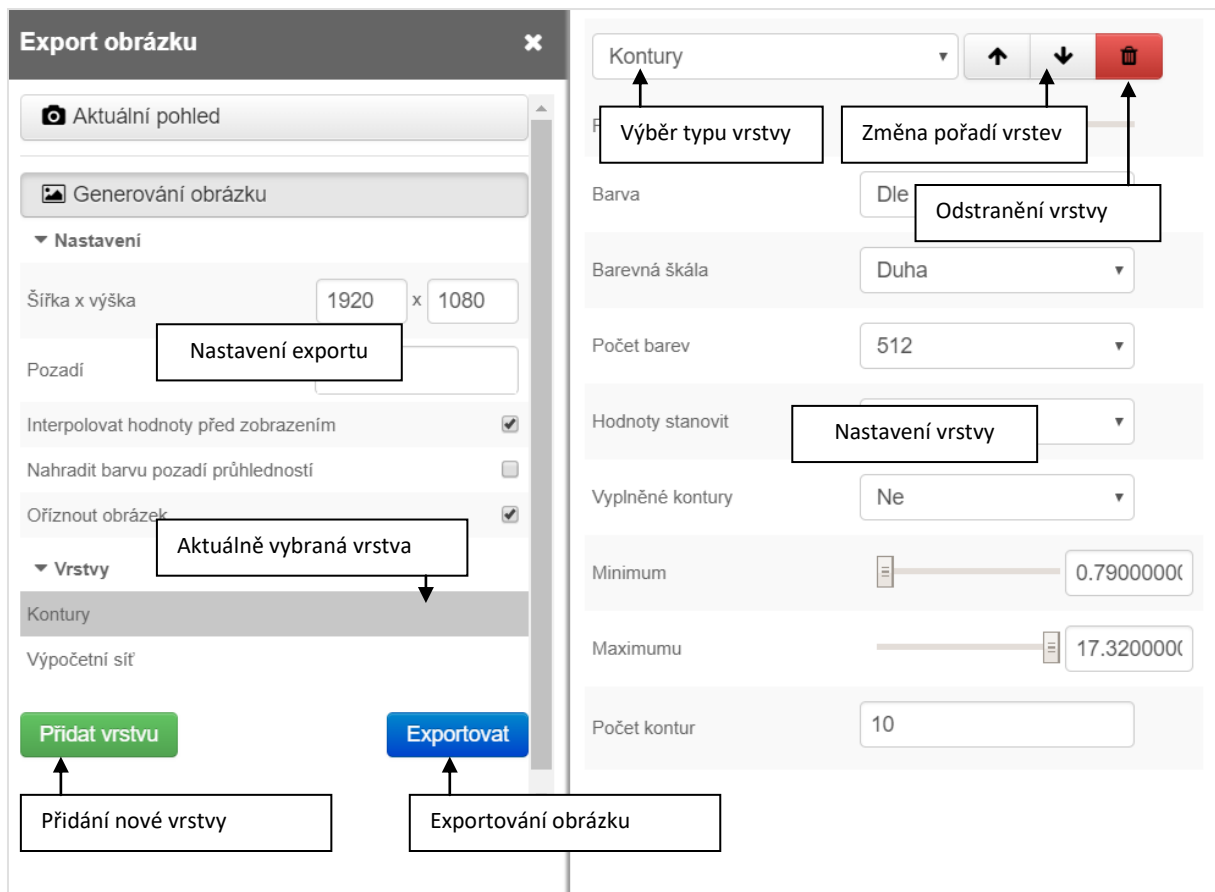 Export obrázku
Aktuální pohled
Generování obrázku
Nastavení
Šířka x výška 1920 x 1080
Nastavení exportu
Pozadí
Interpolovat hodnoty před zobrazením
Nahradit barvu pozadí průhledností
Oříznout obrázek
Aktuálně vybraná vrstva
Vrstvy
Kontury
Výpočetní síť
Přidat vrstvu Exportovat
Přidání nové vrstvy
Exportování obrázku
Kontury
Výběr typu vrstvy
Změna pořadí vrstev
Barva Dle
Odstranění vrstvy
Barevná škála Duha
Počet barev 512
Hodnoty stanovit
Nastavení vrstvy
Vyplněné kontury Ne
Minimum 0.7900000(
Maximumu 17.320000(
Počet kontur 10